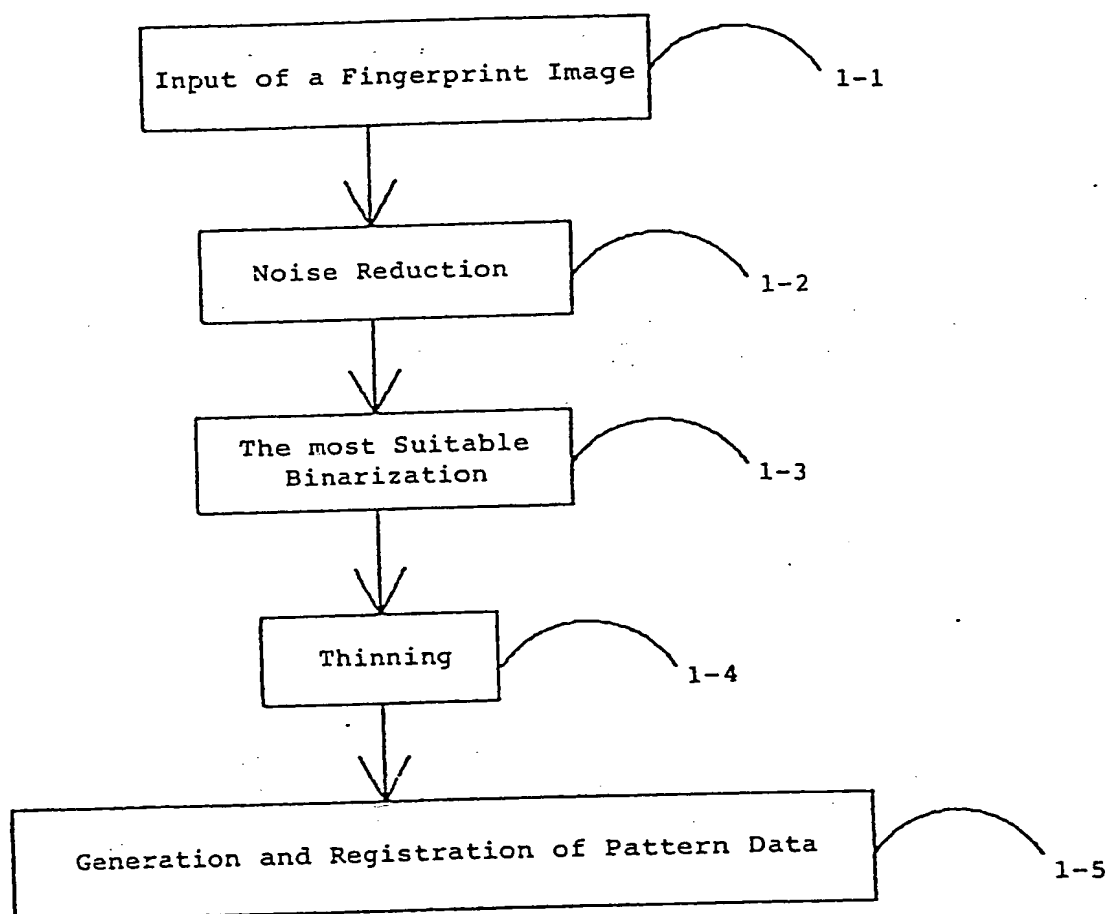 Input of a Fingerprint Image
1-1
Noise Reduction
1-2
The most Suitable
Binarization
1-3
Thinning
1-4
Generation and Registration of Pattern Data
1-5